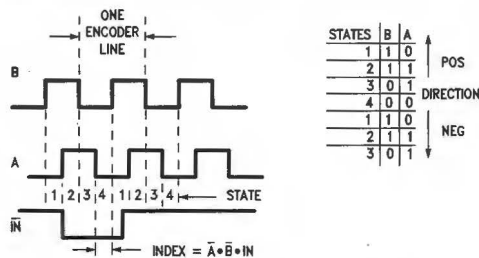 ONE
ENCODER
LINE
B
A
1 2 3 4 1 2 3 4 STATE
I̅N̅
INDEX = A̅•B̅•IN
STATES B A
1 1 0
2 1 1
3 0 1
4 0 0
1 1 0
2 1 1
3 0 1
POS
DIRECTION
NEG